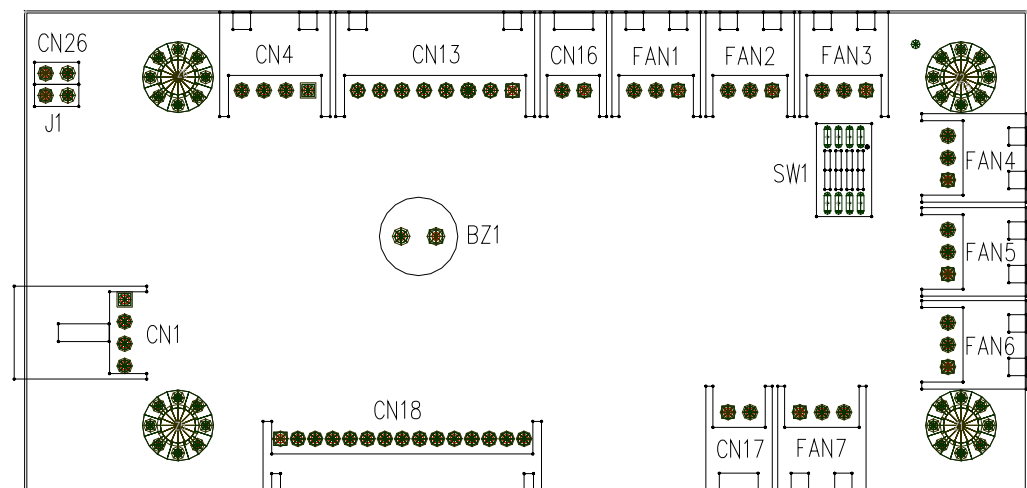 CN26
CN4
CN13
CN16
FAN1
FAN2
FAN3
J1
FAN4
SW1
BZ1
FAN5
CN1
FAN6
CN18
CN17
FAN7